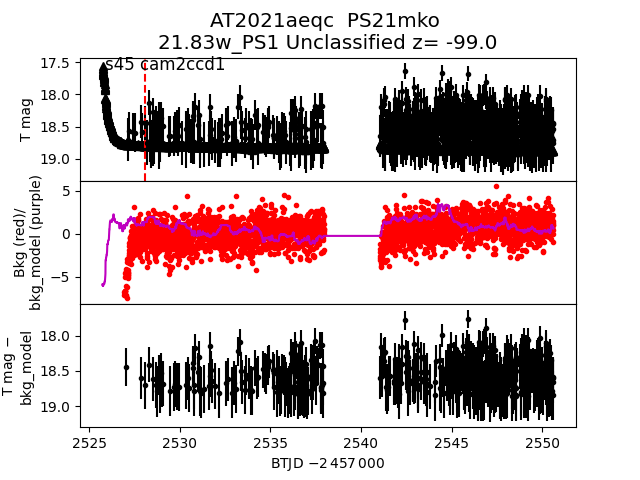 AT2021aeqc  PS21mko
21.83w_PS1 Unclassified z= -99.0
s45 cam2ccd1
17.5
18.0
18.5
19.0
T mag
5
0
−5
Bkg (red)/
bkg_model (purple)
18.0
18.5
19.0
T mag −
bkg_model
2525
2530
2535
2540
2545
2550
BTJD −2 457 000